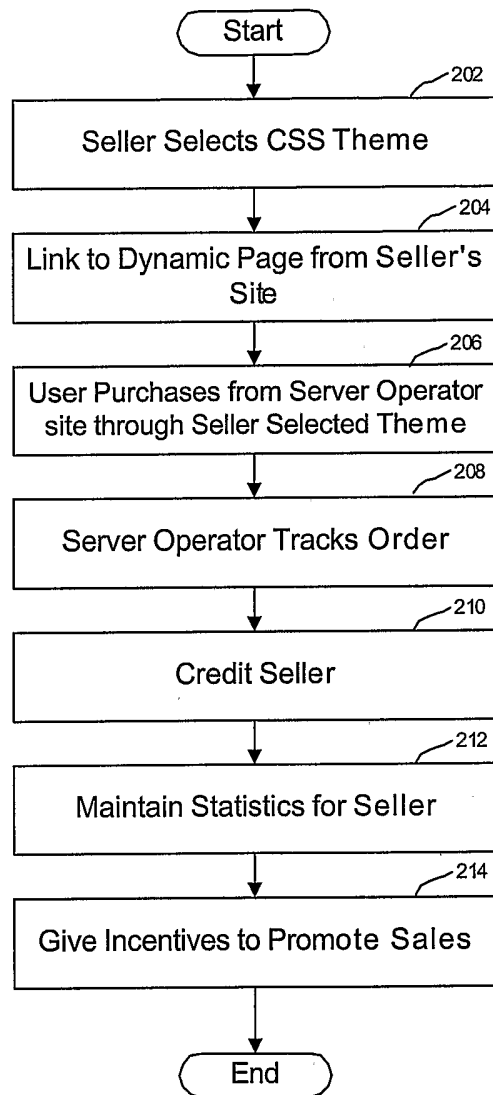 Start
202
Seller Selects CSS Theme
204
Link to Dynamic Page from Seller's
Site
206
User Purchases from Server Operator
site through Seller Selected Theme
208
Server Operator Tracks Order
210
Credit Seller
212
Maintain Statistics for Seller
214
Give Incentives to Promote Sales
End